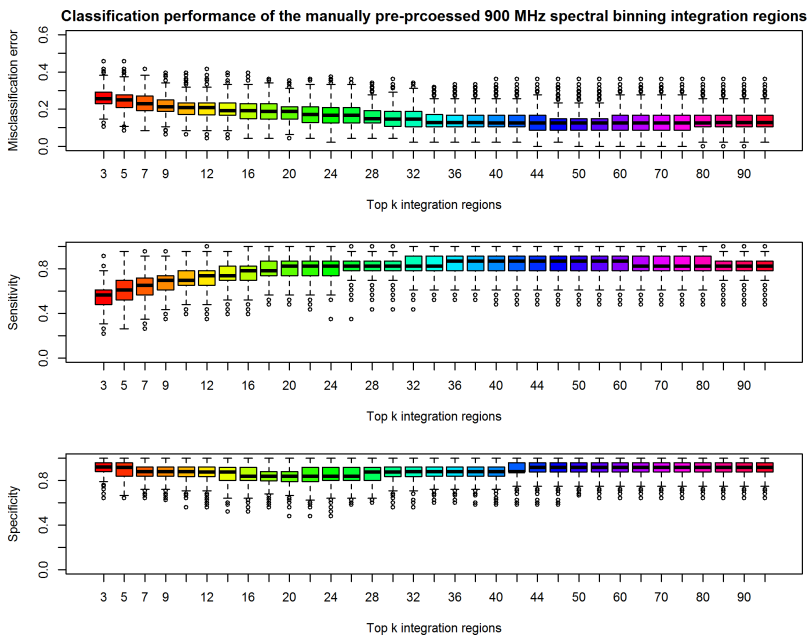 Classification performance of the manually pre-prcoessed 900 MHz spectral binning integration regions
Misclassification error
0.0 0.2 0.4 0.6
3 5 7 9 12 16 20 24 28 32 36 40 44 50 60 70 80 90
Top k integration regions
Sensitivity
0.0 0.4 0.8
3 5 7 9 12 16 20 24 28 32 36 40 44 50 60 70 80 90
Top k integration regions
Specificity
0.0 0.4 0.8
3 5 7 9 12 16 20 24 28 32 36 40 44 50 60 70 80 90
Top k integration regions